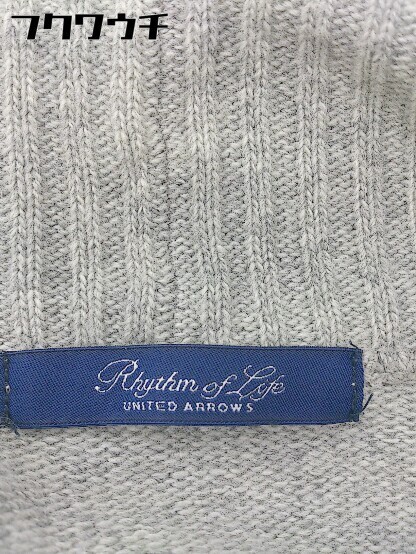 フクワウチ
Rhythm of Life
UNITED ARROWS